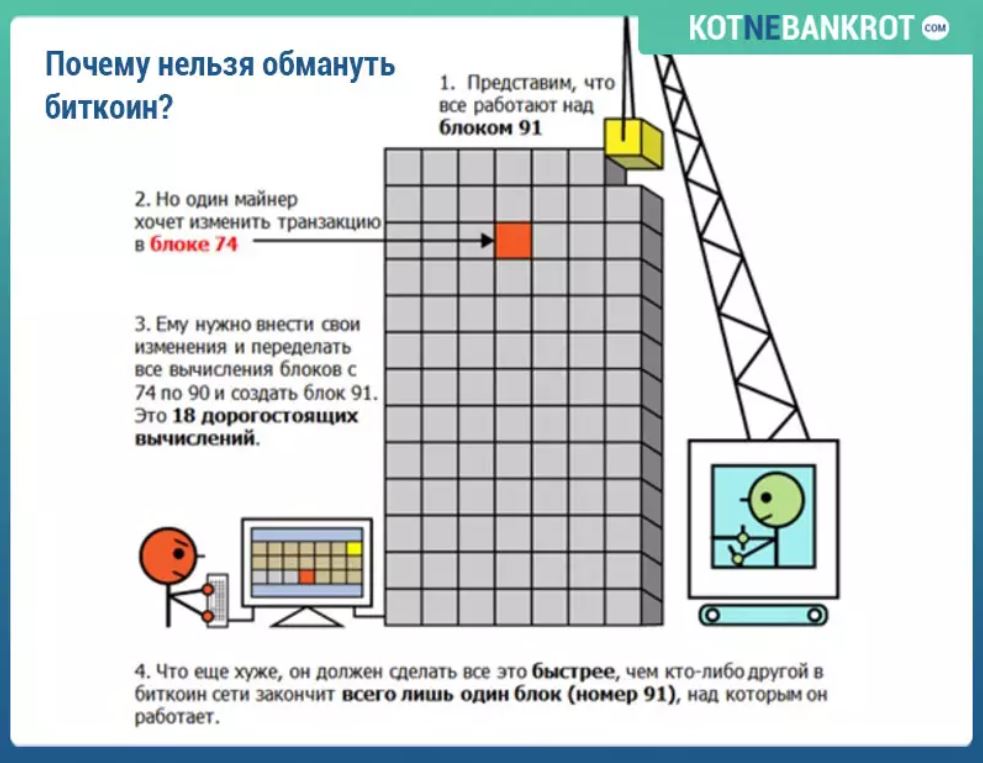 KOTNEBANKROT COM
Почему нельзя обмануть
биткоин?
1. Представим, что
все работают над
блоком 91
2. Но один майнер
хочет изменить транзакцию
в блоке 74
3. Ему нужно внести свои
изменения и переделать
все вычисления блоков с
74 по 90 и создать блок 91.
Это 18 дорогостоящих
вычислений.
4. Что еще хуже, он должен сделать все это быстрее, чем кто-либо другой в
биткоин сети закончит всего лишь один блок (номер 91), над которым он
работает.